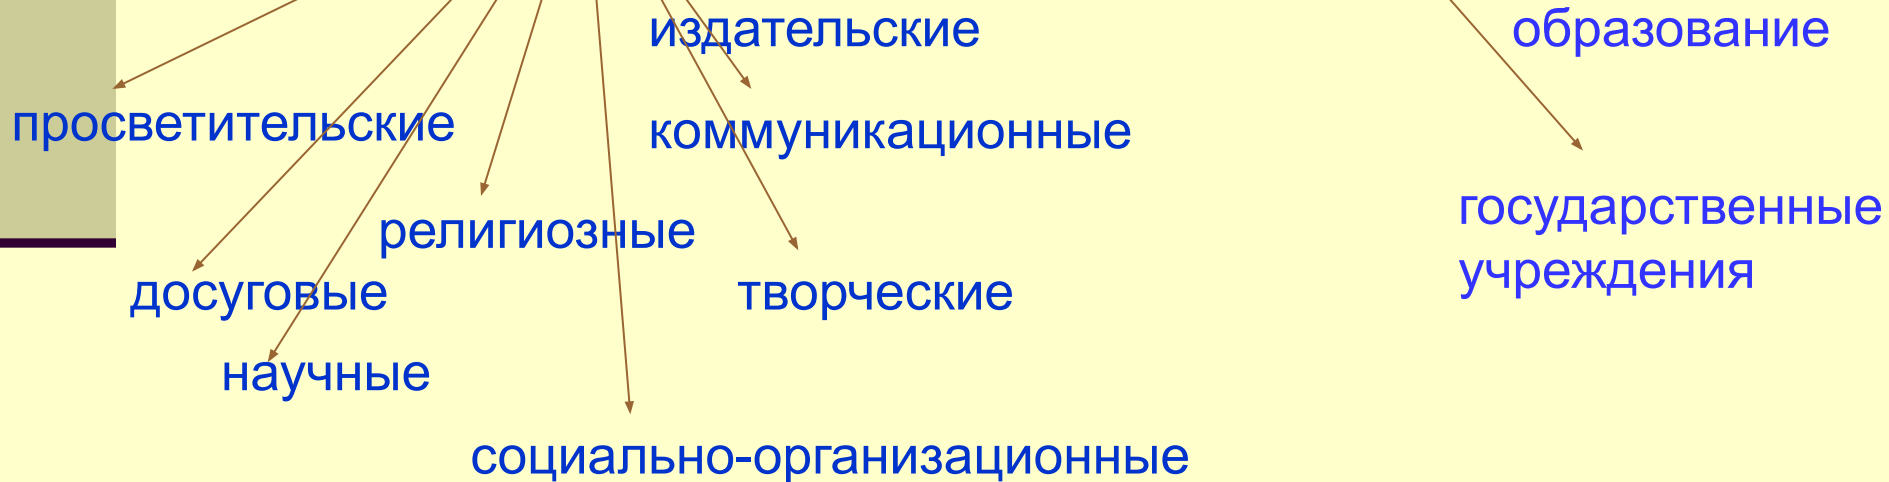 издательские
образование
просветительские
коммуникационные
государственные
учреждения
религиозные
досуговые
творческие
научные
социально-организационные